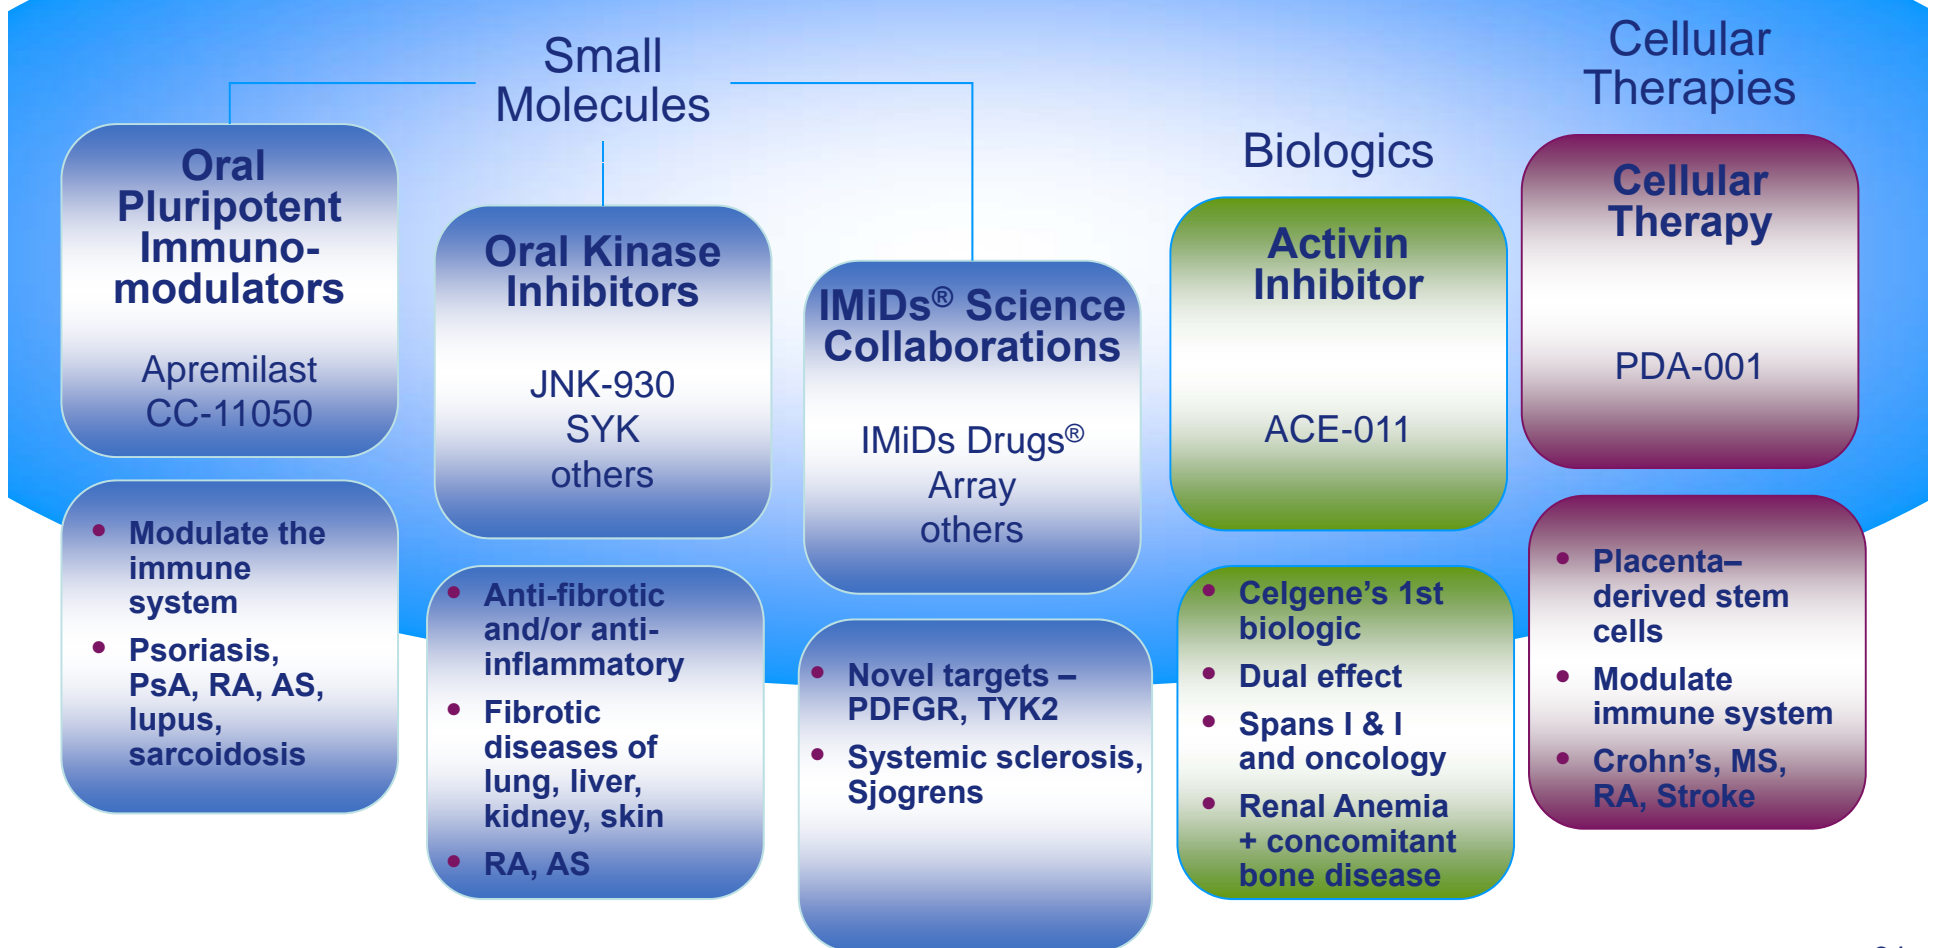 Small
Molecules
Oral
Pluripotent
Immuno-
modulators
Apremilast
CC-11050
• Modulate the
immune
system
• Psoriasis,
PsA, RA, AS,
lupus,
sarcoidosis
Oral Kinase
Inhibitors
JNK-930
SYK
others
• Anti-fibrotic
and/or anti-
inflammatory
• Fibrotic
diseases of
lung, liver,
kidney, skin
• RA, AS
IMiDs® Science
Collaborations
IMiDs Drugs®
Array
others
• Novel targets –
PDFGR, TYK2
• Systemic sclerosis,
Sjogrens
Biologics
Activin
Inhibitor
ACE-011
• Celgene’s 1st
biologic
• Dual effect
• Spans I & I
and oncology
• Renal Anemia
+ concomitant
bone disease
Cellular
Therapies
Cellular
Therapy
PDA-001
• Placenta–
derived stem
cells
• Modulate
immune system
• Crohn’s, MS,
RA, Stroke